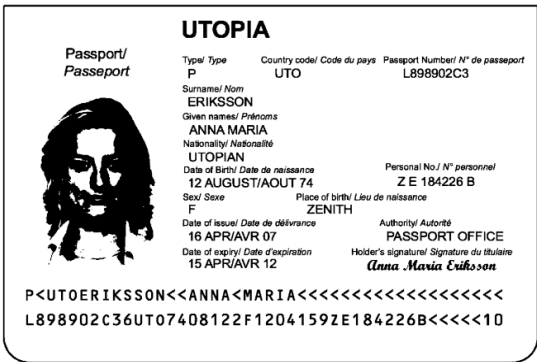 UTOPIA
Passport/
Passeport
Type/ Type Country code/ Code du pays Passport Number/ N° de passeport
P UTO L898902C3
Surname/ Nom
ERIKSSON
Given names/ Prénoms
ANNA MARIA
Nationality/ Nationalité
UTOPIAN
Date of Birth/ Date de naissance Personal No./ N° personnel
12 AUGUST/AOUT 74 Z E 184226 B
Sex/ Sexe Place of birth/ Lieu de naissance
F ZENITH
Date of issue/ Date de délivrance Authority/ Autorité
16 APR/AVR 07 PASSPORT OFFICE
Date of expiry/ Date d'expiration Holder's signature/ Signature du titulaire
15 APR/AVR 12 Anna Maria Eriksson
P<UTOERIKSSON<<ANNA<MARIA<<<<<<<<<<<<<<<<<<<
L898902C36UTO7408122F1204159ZE184226B<<<<<10